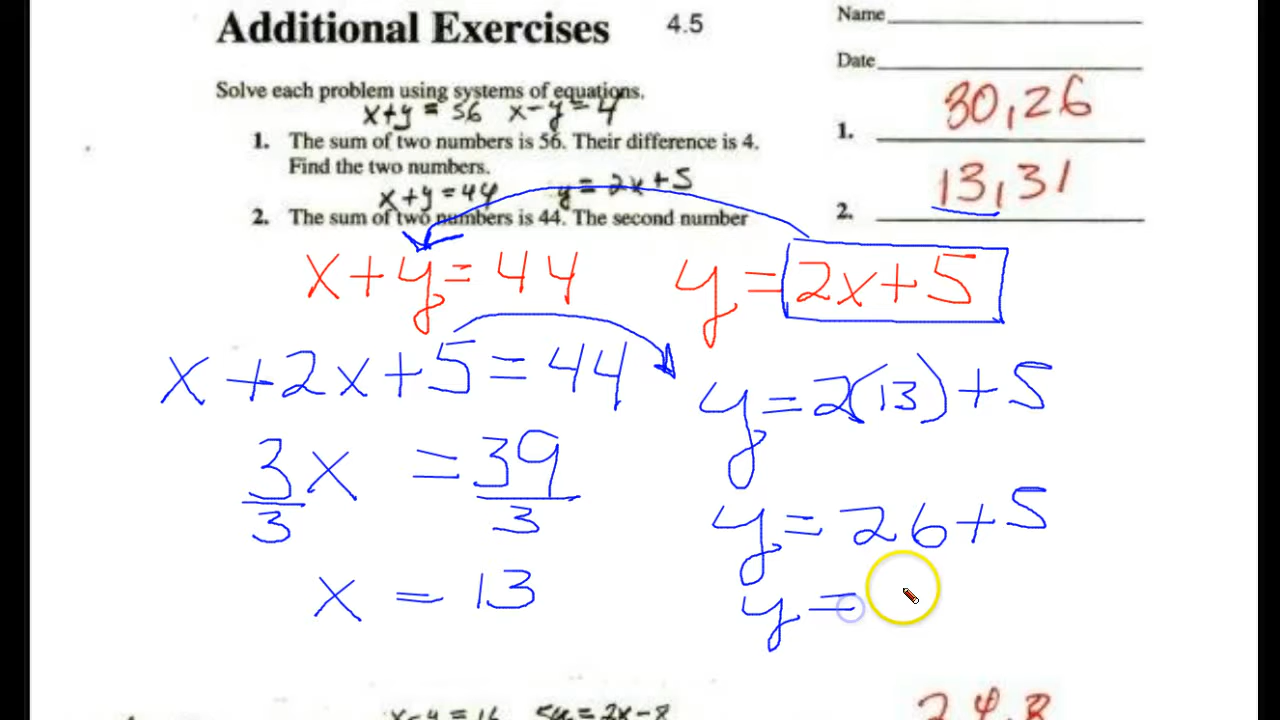 Additional Exercises 4.5
Name
Date
Solve each problem using systems of equations.
x+y = 56 x-y=4
30,26
1. The sum of two numbers is 56. Their difference is 4.
Find the two numbers.
1.
x+y=44 y=2x+5
13,31
2. The sum of two numbers is 44. The second number
2.
x+y=44 y=2x+5
x+2x+5=44
y=2(13)+5
3x = 39
3 3
y=26+5
x = 13
y=